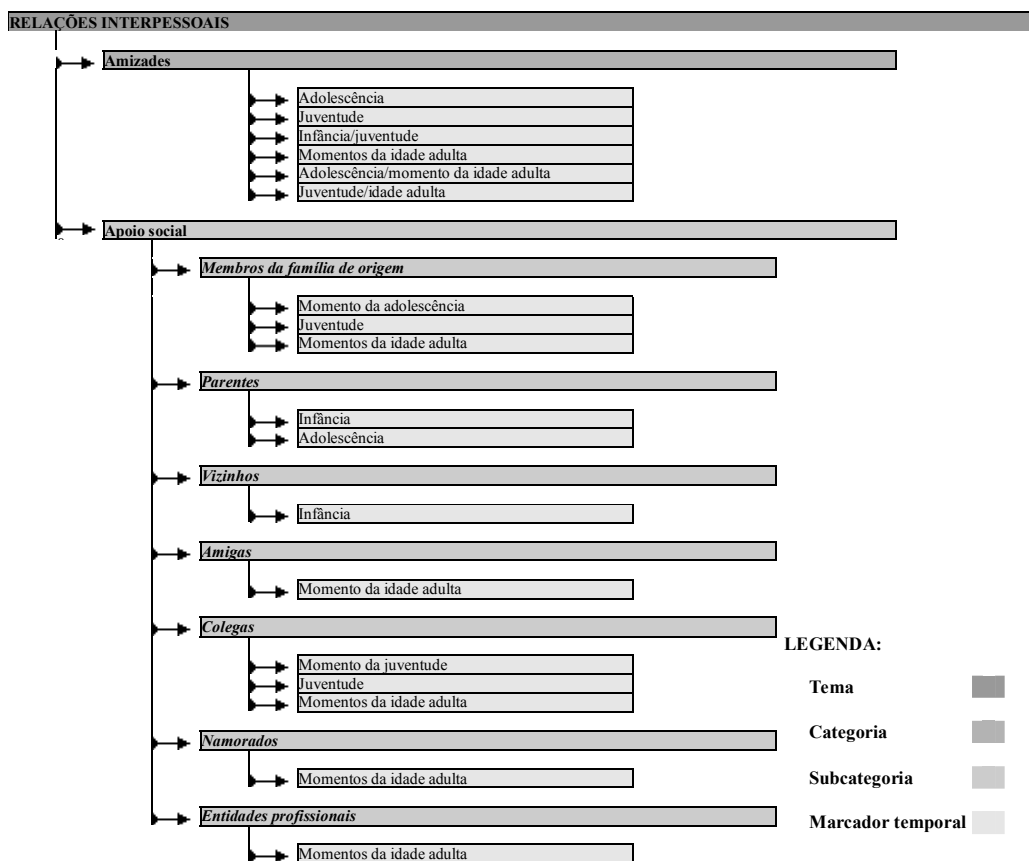 RELAÇÕES INTERPESSOAIS
Amizades
Adolescência
Juventude
Infância/juventude
Momentos da idade adulta
Adolescência/momento da idade adulta
Juventude/idade adulta
Apoio social
Membros da família de origem
Momento da adolescência
Juventude
Momentos da idade adulta
Parentes
Infância
Adolescência
Vizinhos
Infância
Amigas
Momento da idade adulta
Colegas
Momento da juventude
Juventude
Momentos da idade adulta
Namorados
Momentos da idade adulta
Entidades profissionais
Momentos da idade adulta
LEGENDA:
Tema
Categoria
Subcategoria
Marcador temporal